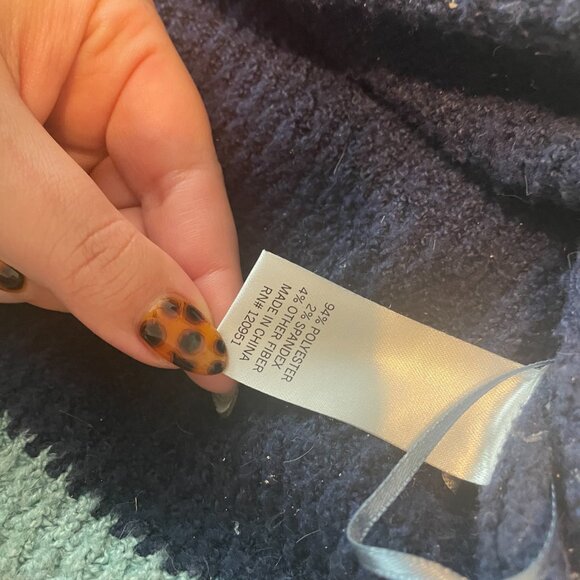 94% POLYESTER
2% SPANDEX
4% OTHER FIBER
MADE IN CHINA
RN# 120951